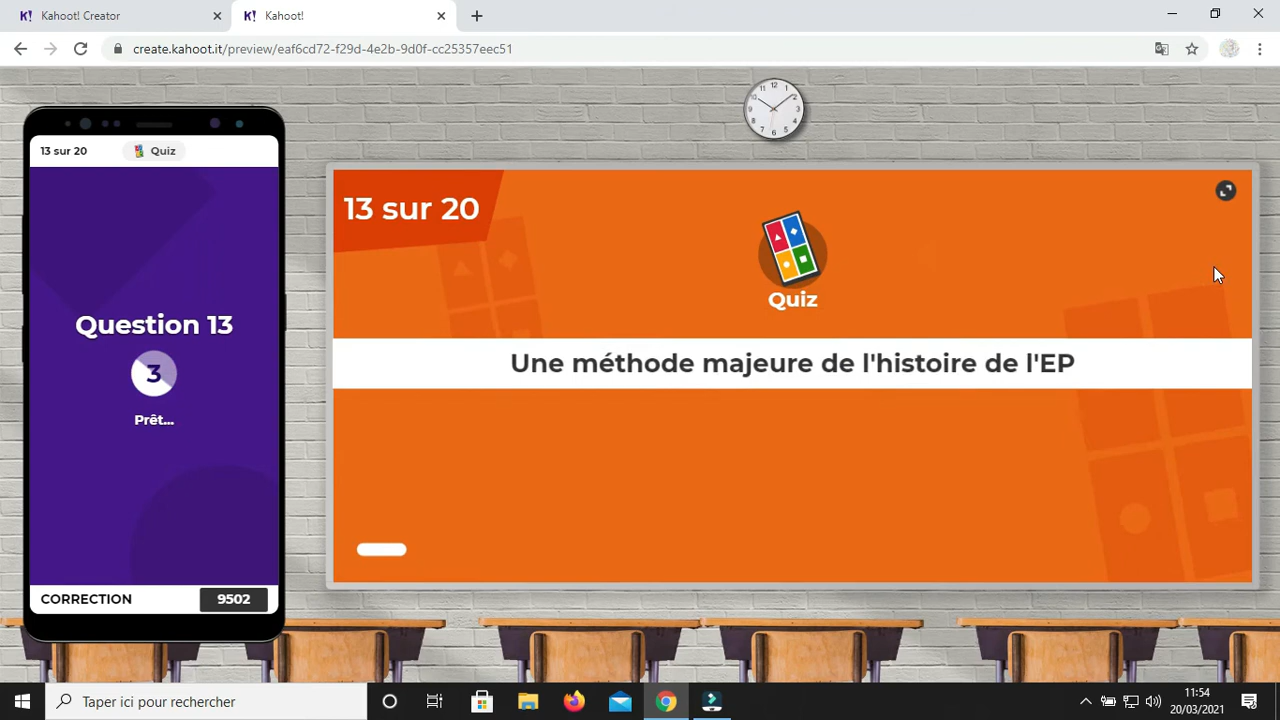 Kahoot! Creator
Kahoot!
create.kahoot.it/preview/eaf6cd72-f29d-4e2b-9d0f-cc25357eec51
13 sur 20
Quiz
Question 13
3
Prêt...
CORRECTION
9502
13 sur 20
Quiz
Une méthode majeure de l'histoire de l'EP
Taper ici pour rechercher
11:54
20/03/2021